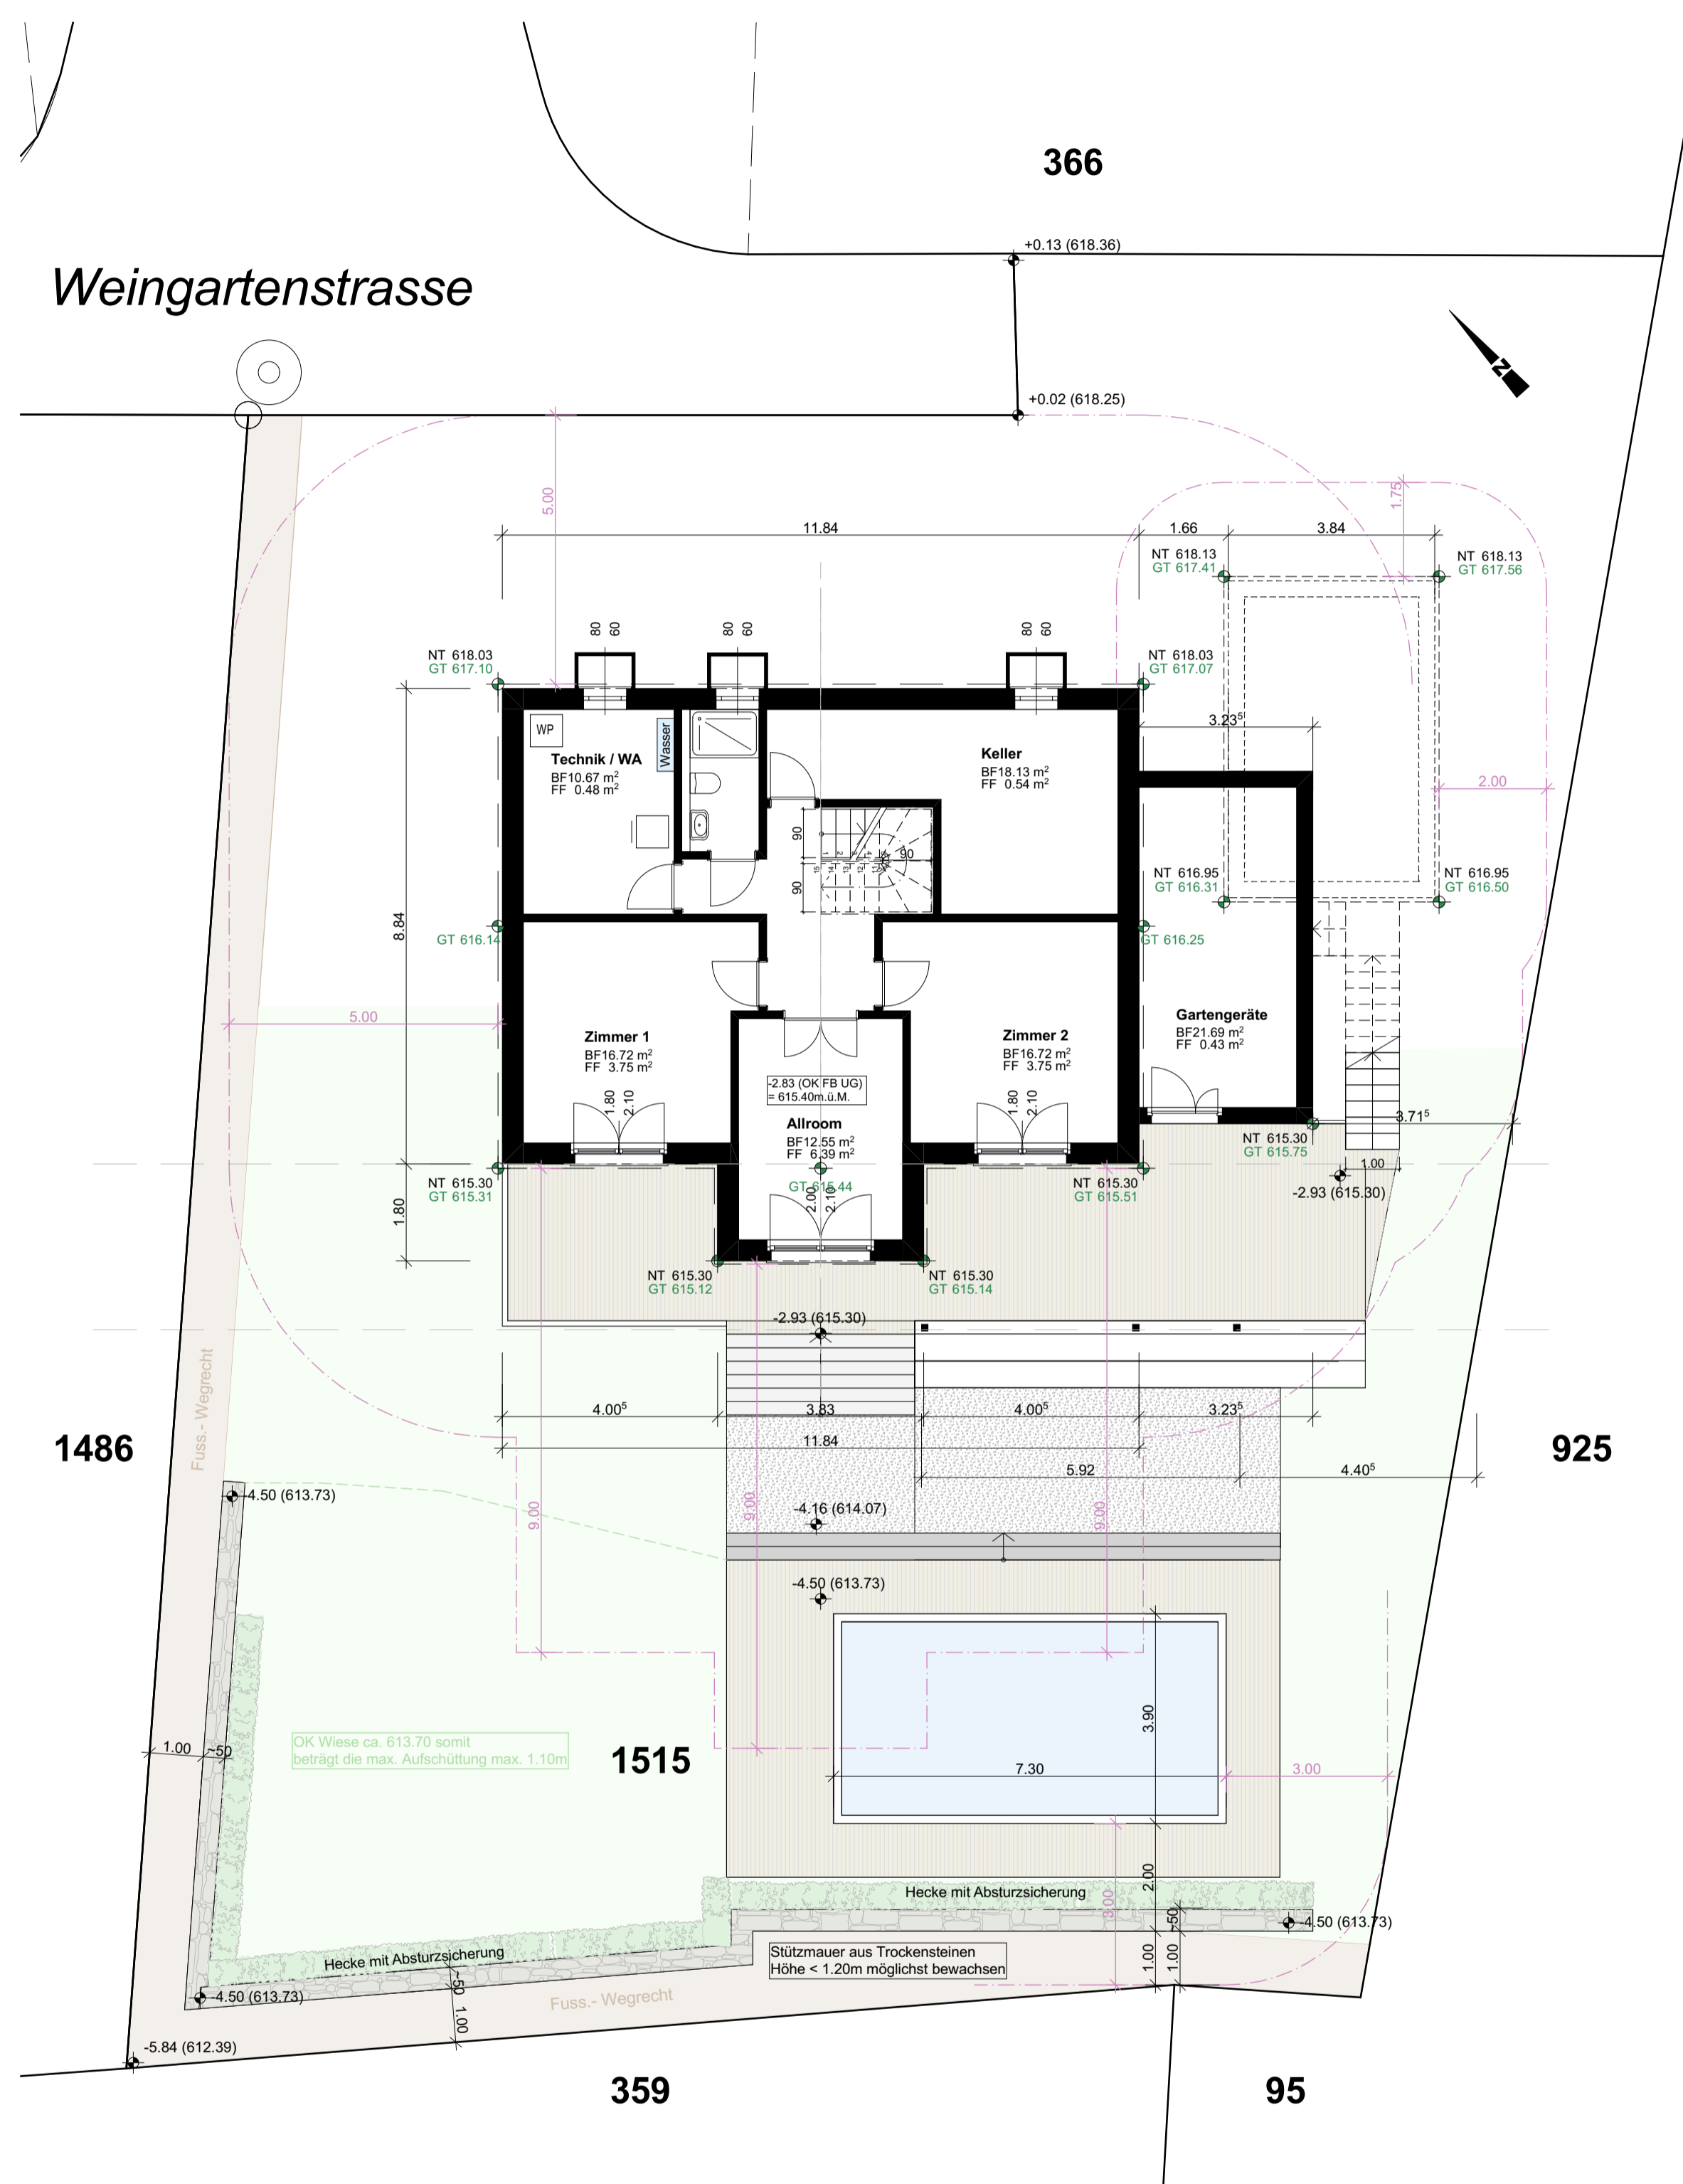 366
+0.13 (618.36)
Weingartenstrasse
N
+0.02 (618.25)
5.00
1.75
11.84
1.66
3.84
NT 618.13
GT 617.41
NT 618.13
GT 617.56
80
60
80
60
80
60
NT 618.03
GT 617.10
NT 618.03
GT 617.07
3.23⁵
WP
Wasser
Technik / WA
BF10.67 m²
FF 0.48 m²
Keller
BF18.13 m²
FF 0.54 m²
2.00
90
90
90
NT 616.95
GT 616.31
NT 616.95
GT 616.50
8.84
GT 616.14
GT 616.25
5.00
Gartengeräte
BF21.69 m²
FF 0.43 m²
Zimmer 1
BF16.72 m²
FF 3.75 m²
Zimmer 2
BF16.72 m²
FF 3.75 m²
-2.83 (OK FB UG)
= 615.40m.ü.M.
1.80
2.10
1.80
2.10
Allroom
BF12.55 m²
FF 6.39 m²
3.71⁵
NT 615.30
GT 615.75
1.00
-2.93 (615.30)
NT 615.30
GT 615.31
GT 615.44
NT 615.30
GT 615.51
1.80
2.00
2.10
NT 615.30
GT 615.12
NT 615.30
GT 615.14
-2.93 (615.30)
Fuss.- Wegrecht
4.00⁵
3.83
4.00⁵
3.23⁵
11.84
1486
925
5.92
4.40⁵
-4.50 (613.73)
9.00
9.00
9.00
-4.16 (614.07)
-4.50 (613.73)
3.90
1.00
~50
OK Wiese ca. 613.70 somit
beträgt die max. Aufschüttung max. 1.10m
1515
7.30
3.00
2.00
3.00
Hecke mit Absturzsicherung
~50
-4.50 (613.73)
Hecke mit Absturzsicherung
Stützmauer aus Trockensteinen
Höhe < 1.20m möglichst bewachsen
1.00
1.00
-4.50 (613.73)
~50
1.00
Fuss.- Wegrecht
-5.84 (612.39)
359
95